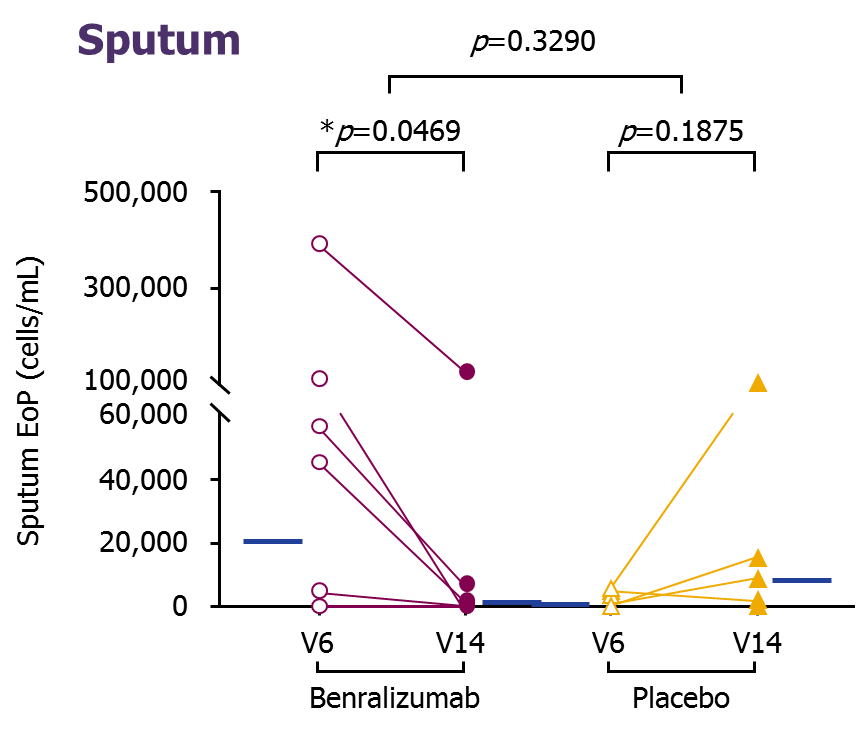 Sputum
p=0.3290
*p=0.0469
p=0.1875
Sputum EoP (cells/mL)
500,000
300,000
100,000
60,000
40,000
20,000
0
V6
V14
V6
V14
Benralizumab
Placebo